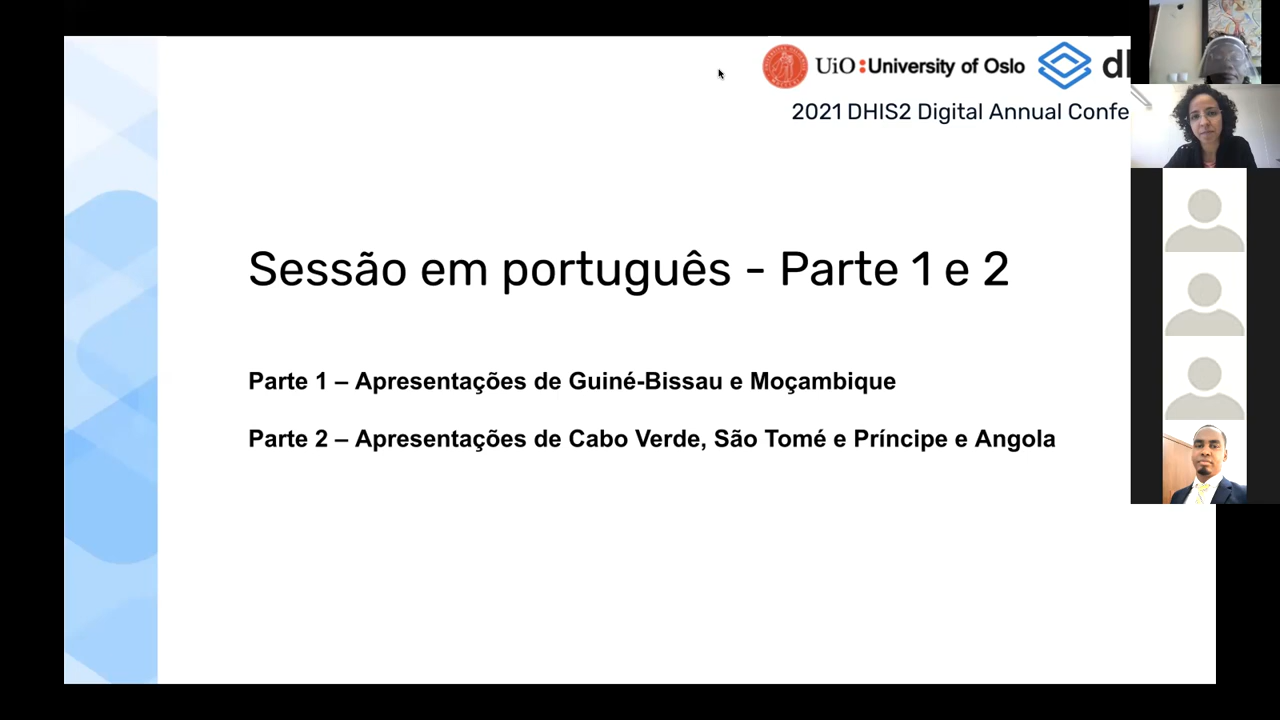 UiO:University of Oslo
2021 DHIS2 Digital Annual Confe
Sessão em português - Parte 1 e 2
Parte 1 – Apresentações de Guiné-Bissau e Moçambique
Parte 2 – Apresentações de Cabo Verde, São Tomé e Príncipe e Angola